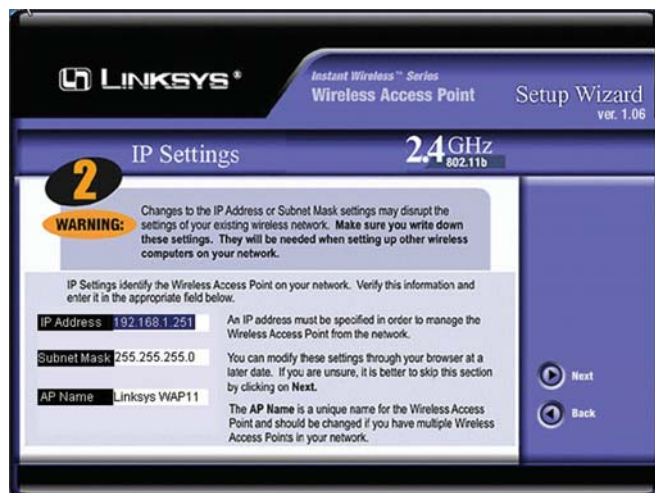 LINKSYS®
Instant Wireless™ Series
Wireless Access Point
Setup Wizard
ver. 1.06
IP Settings
2.4 GHz
802.11b
2
WARNING:
Changes to the IP Address or Subnet Mask settings may disrupt the
settings of your existing wireless network. Make sure you write down
these settings. They will be needed when setting up other wireless
computers on your network.
IP Settings identify the Wireless Access Point on your network. Verify this information and
enter it in the appropriate field below.
IP Address 192.168.1.251
An IP address must be specified in order to manage the
Wireless Access Point from the network.
Subnet Mask 255.255.255.0
You can modify these settings through your browser at a
later date. If you are unsure, it is better to skip this section
by clicking on Next.
AP Name Linksys WAP11
The AP Name is a unique name for the Wireless Access
Point and should be changed if you have multiple Wireless
Access Points in your network.
Next
Back